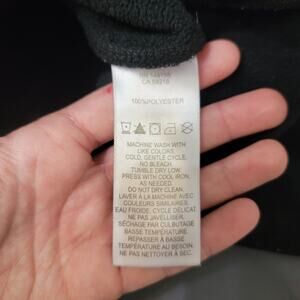 100%POLYESTER
MACHINE WASH WITH
LIKE COLORS.
COLD, GENTLE CYCLE.
NO BLEACH.
TUMBLE DRY LOW.
PRESS WITH COOL IRON,
AS NEEDED.
DO NOT DRY CLEAN.
LAVER À LA MACHINE AVEC
COULEURS SIMILAIRES.
EAU FROIDE, CYCLE DÉLICAT
NE PAS JAVELLISER.
SÉCHAGE PAR CULBUTAGE
BASSE TEMPÉRATURE.
REPASSER À BASSE
TEMPÉRATURE AU BESOIN.
NE PAS NETTOYER À SEC.